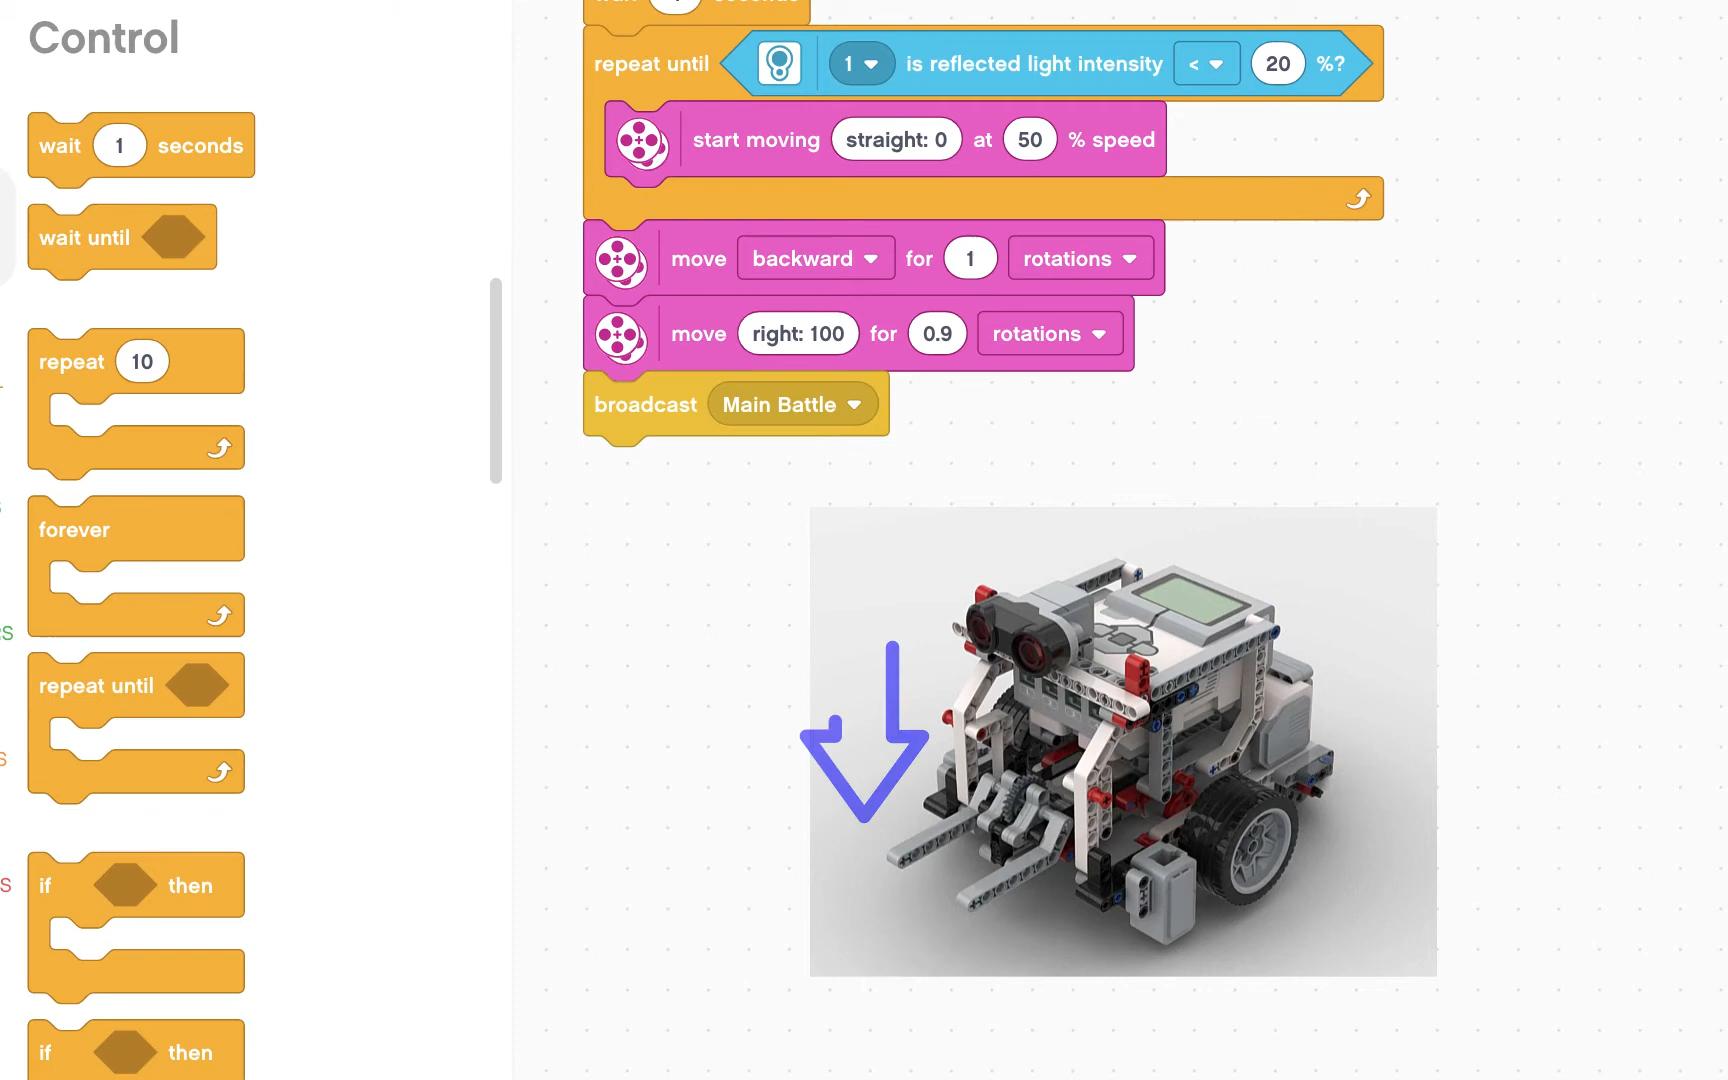 Control
wait 1 seconds
wait until
repeat 10
forever
repeat until
if then
if then
repeat until 1 is reflected light intensity < 20 %?
start moving straight: 0 at 50 % speed
move backward for 1 rotations
move right: 100 for 0.9 rotations
broadcast Main Battle